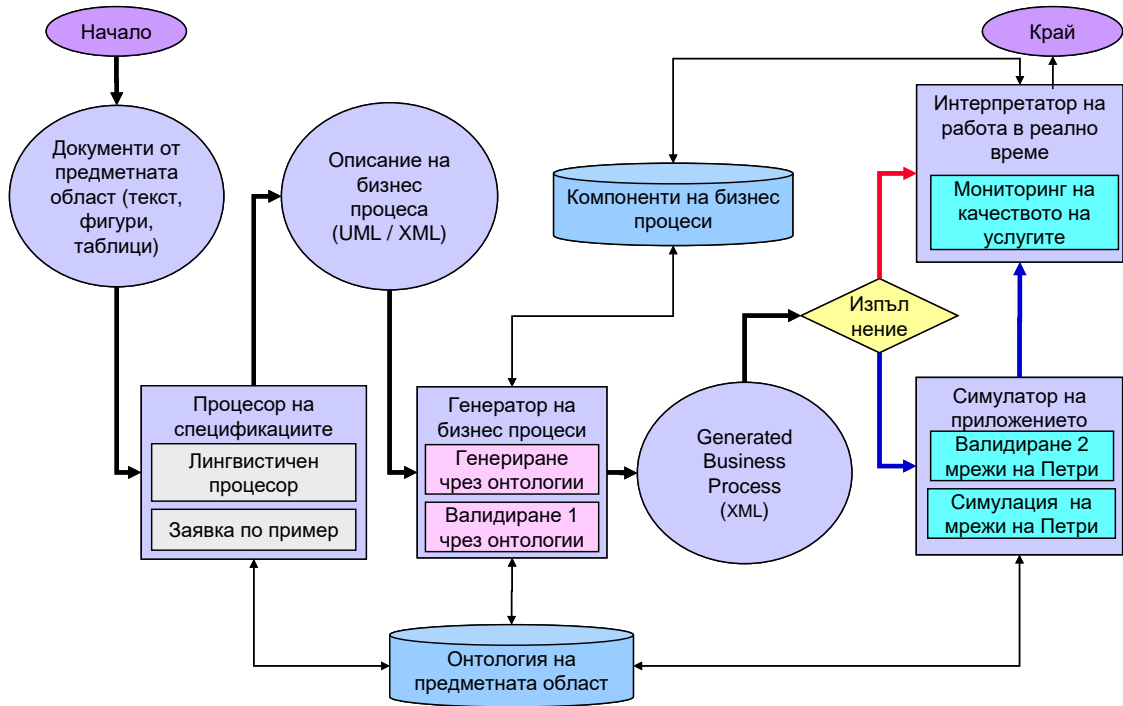 Начало
Край
Документи от
предметната
област (текст,
фигури,
таблици)
Описание на
бизнес
процеса
(UML / XML)
Компоненти на бизнес
процеси
Интерпретатор на
работа в реално
време
Мониторинг на
качеството на
услугите
Изпъл
нение
Процесор на
спецификациите
Лингвистичен
процесор
Заявка по пример
Генератор на
бизнес процеси
Генериране
чрез онтологии
Валидиране 1
чрез онтологии
Generated
Business
Process
(XML)
Симулатор на
приложението
Валидиране 2
мрежи на Петри
Симулация на
мрежи на Петри
Онтология на
предметната област